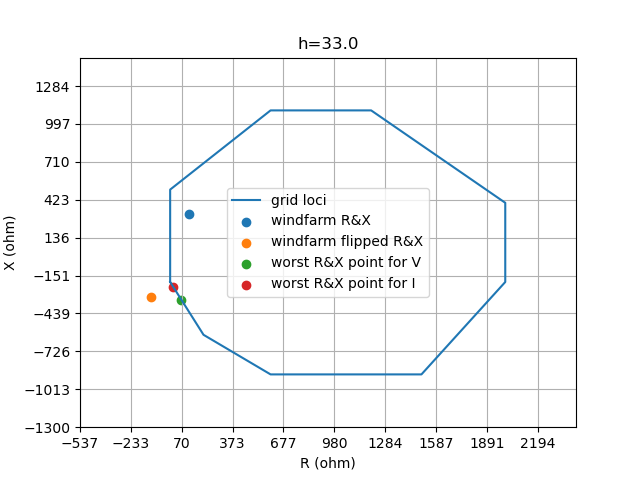 h=33.0
X (ohm)
1284
997
710
423
136
−151
−439
−726
−1013
−1300
grid loci
windfarm R&X
windfarm flipped R&X
worst R&X point for V
worst R&X point for I
−537 −233 70 373 677 980 1284 1587 1891 2194
R (ohm)